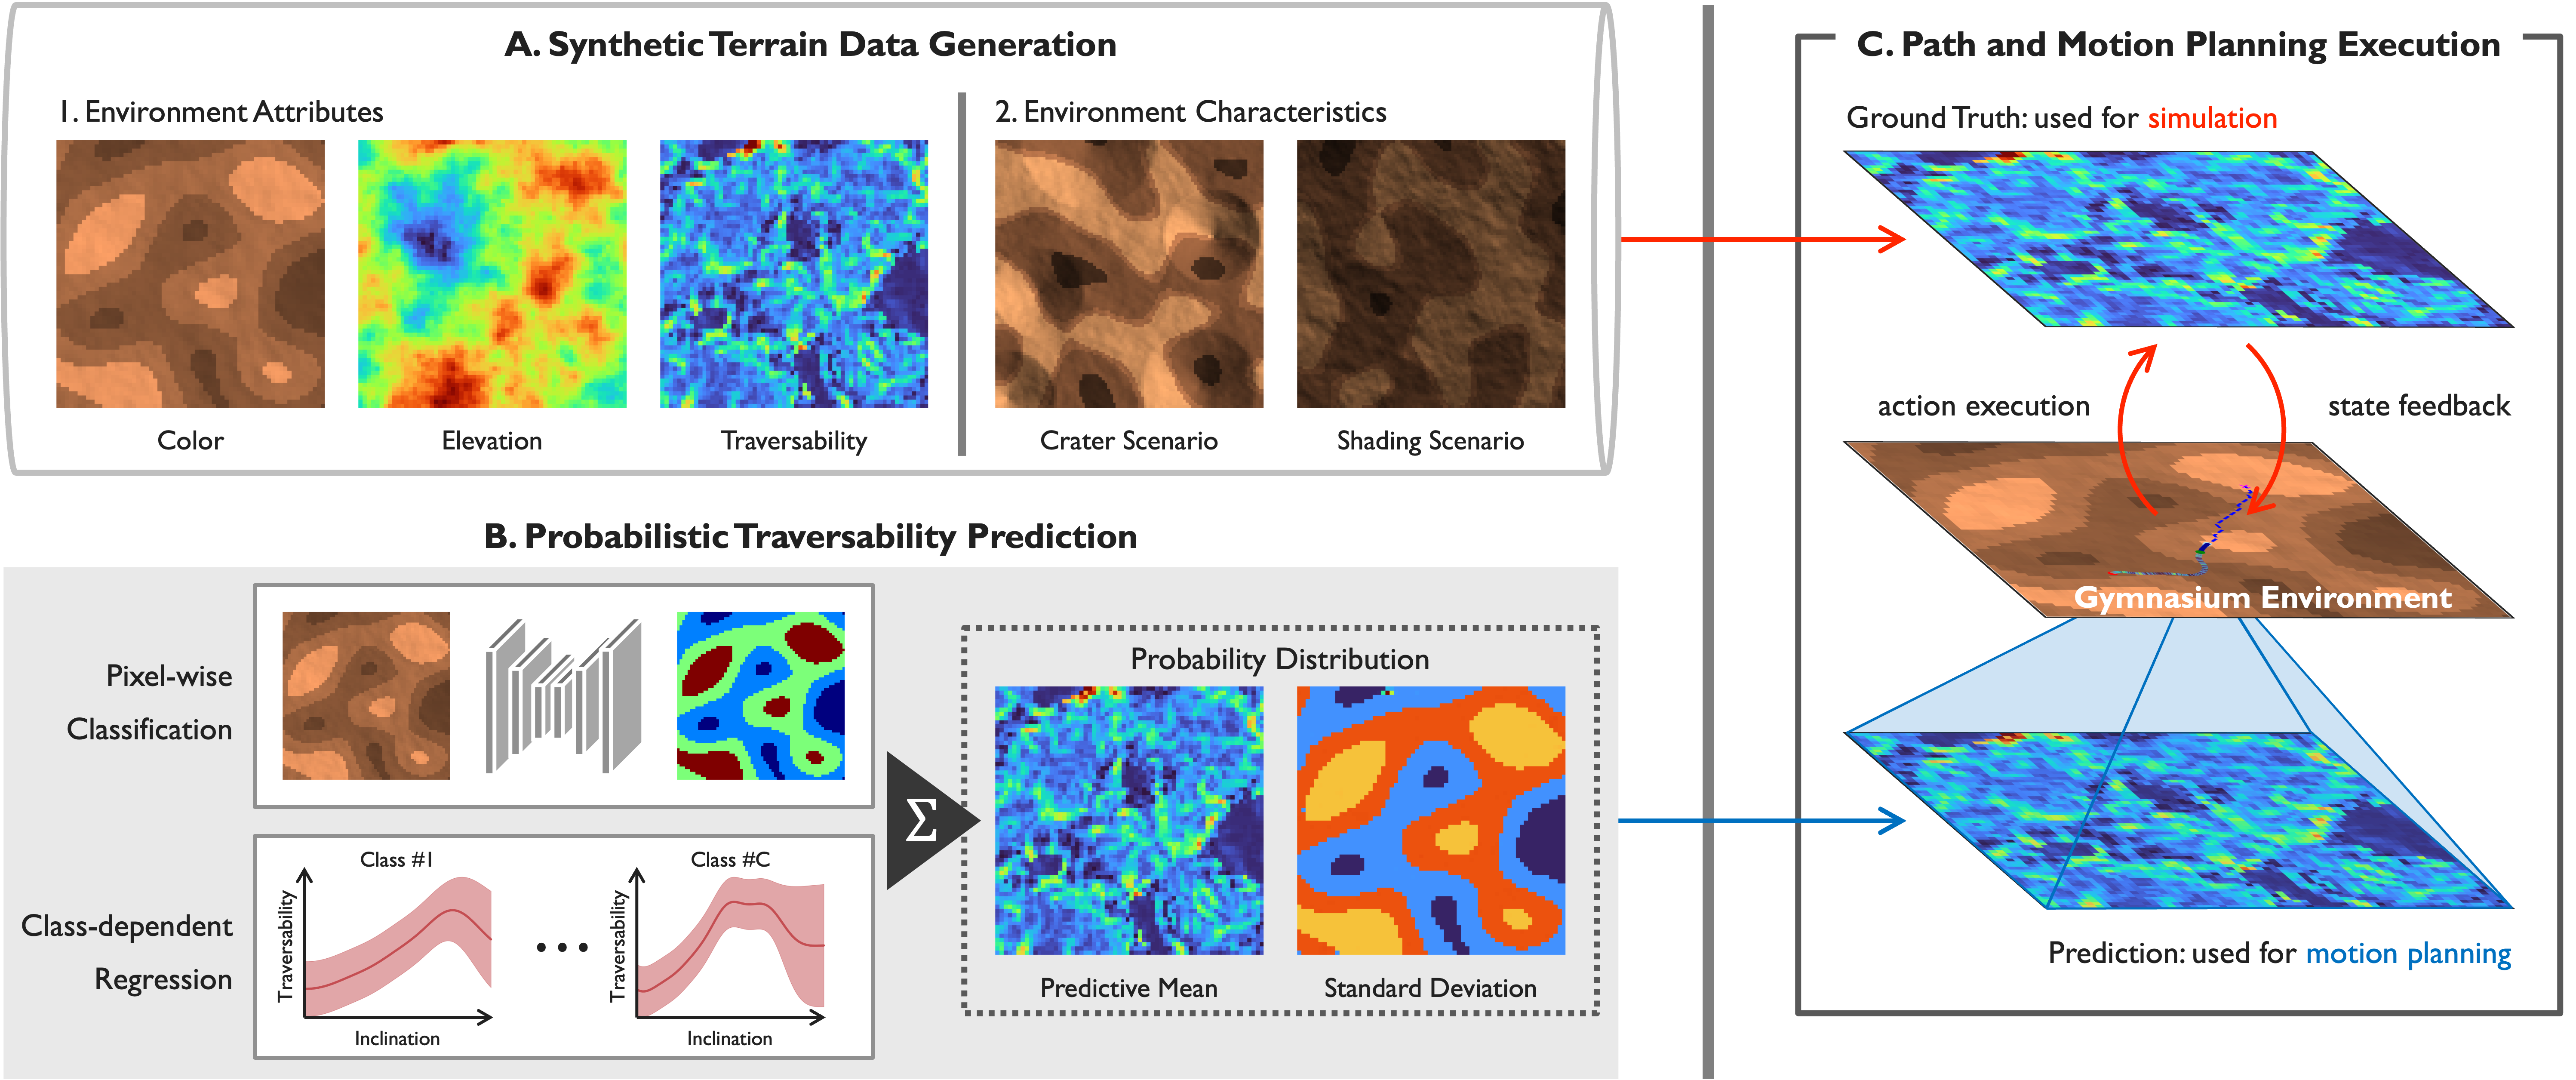 A. Synthetic Terrain Data Generation
1. Environment Attributes
Color
Elevation
Traversability
2. Environment Characteristics
Crater Scenario
Shading Scenario
B. Probabilistic Traversability Prediction
Pixel-wise
Classification
Class-dependent
Regression
Class #1
Traversability
Inclination
...
Class #C
Traversability
Inclination
Σ
Probability Distribution
Predictive Mean
Standard Deviation
C. Path and Motion Planning Execution
Ground Truth: used for simulation
action execution
state feedback
Gymnasium Environment
Prediction: used for motion planning